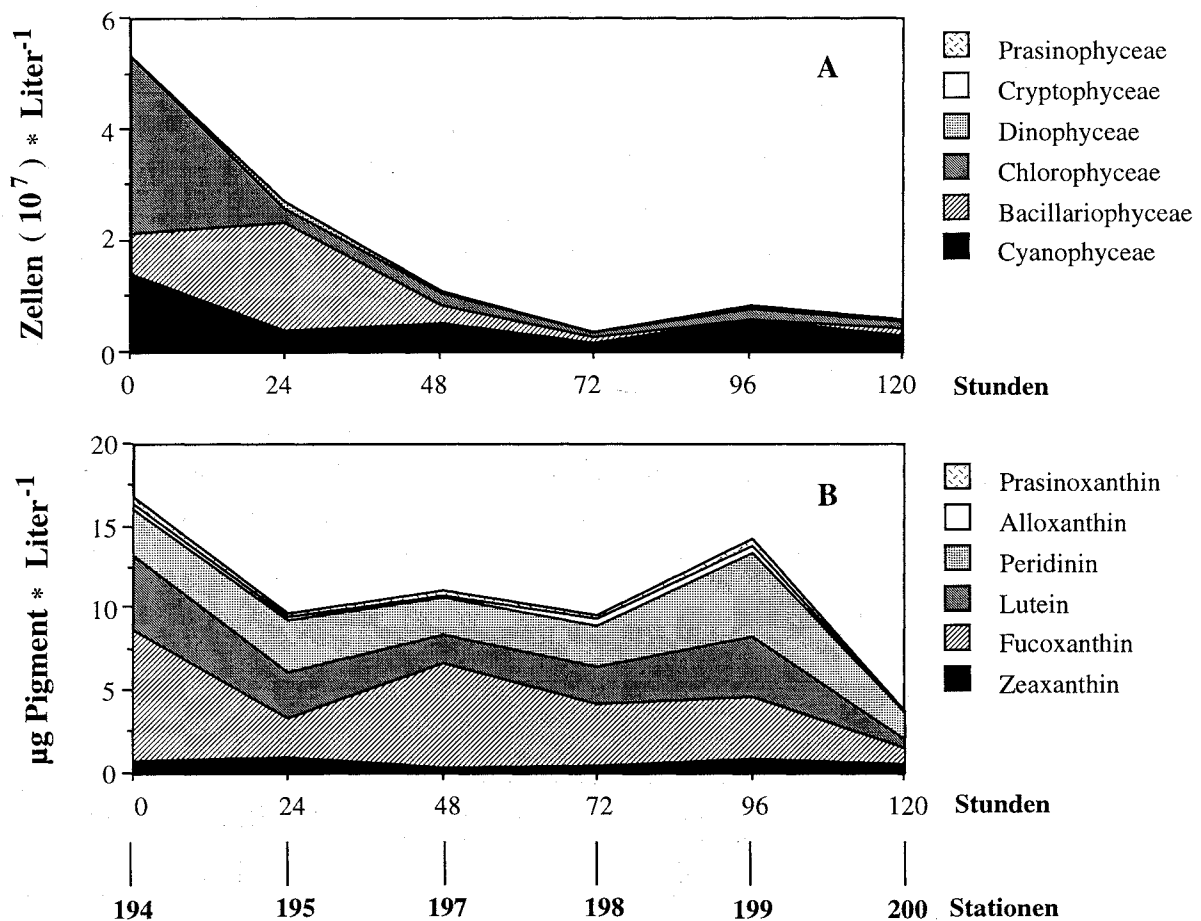 Zellen ( 10⁷ ) * Liter⁻¹
6
4
2
0
A
Prasinophyceae
Cryptophyceae
Dinophyceae
Chlorophyceae
Bacillariophyceae
Cyanophyceae
0 24 48 72 96 120 Stunden
µg Pigment * Liter⁻¹
20
15
10
5
0
B
Prasinoxanthin
Alloxanthin
Peridinin
Lutein
Fucoxanthin
Zeaxanthin
0 24 48 72 96 120 Stunden
194 195 197 198 199 200 Stationen